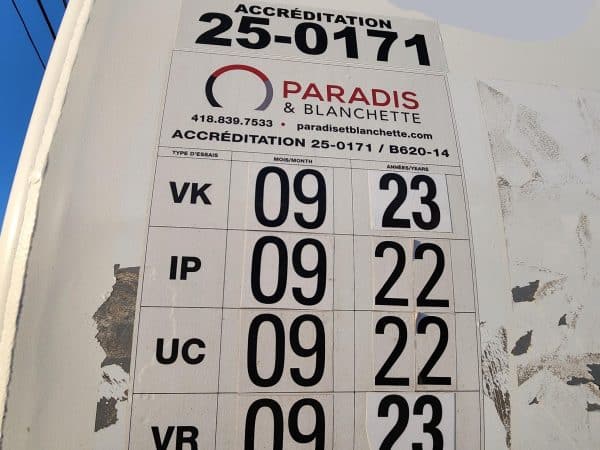 ACCRÉDITATION
25-0171
PARADIS
& BLANCHETTE
418.839.7533 • paradisetblanchette.com
ACCRÉDITATION 25-0171 / B620-14
TYPE D'ESSAIS MOIS/MONTH ANNÉES/YEARS
VK 09 23
IP 09 22
UC 09 22
VR 09 23